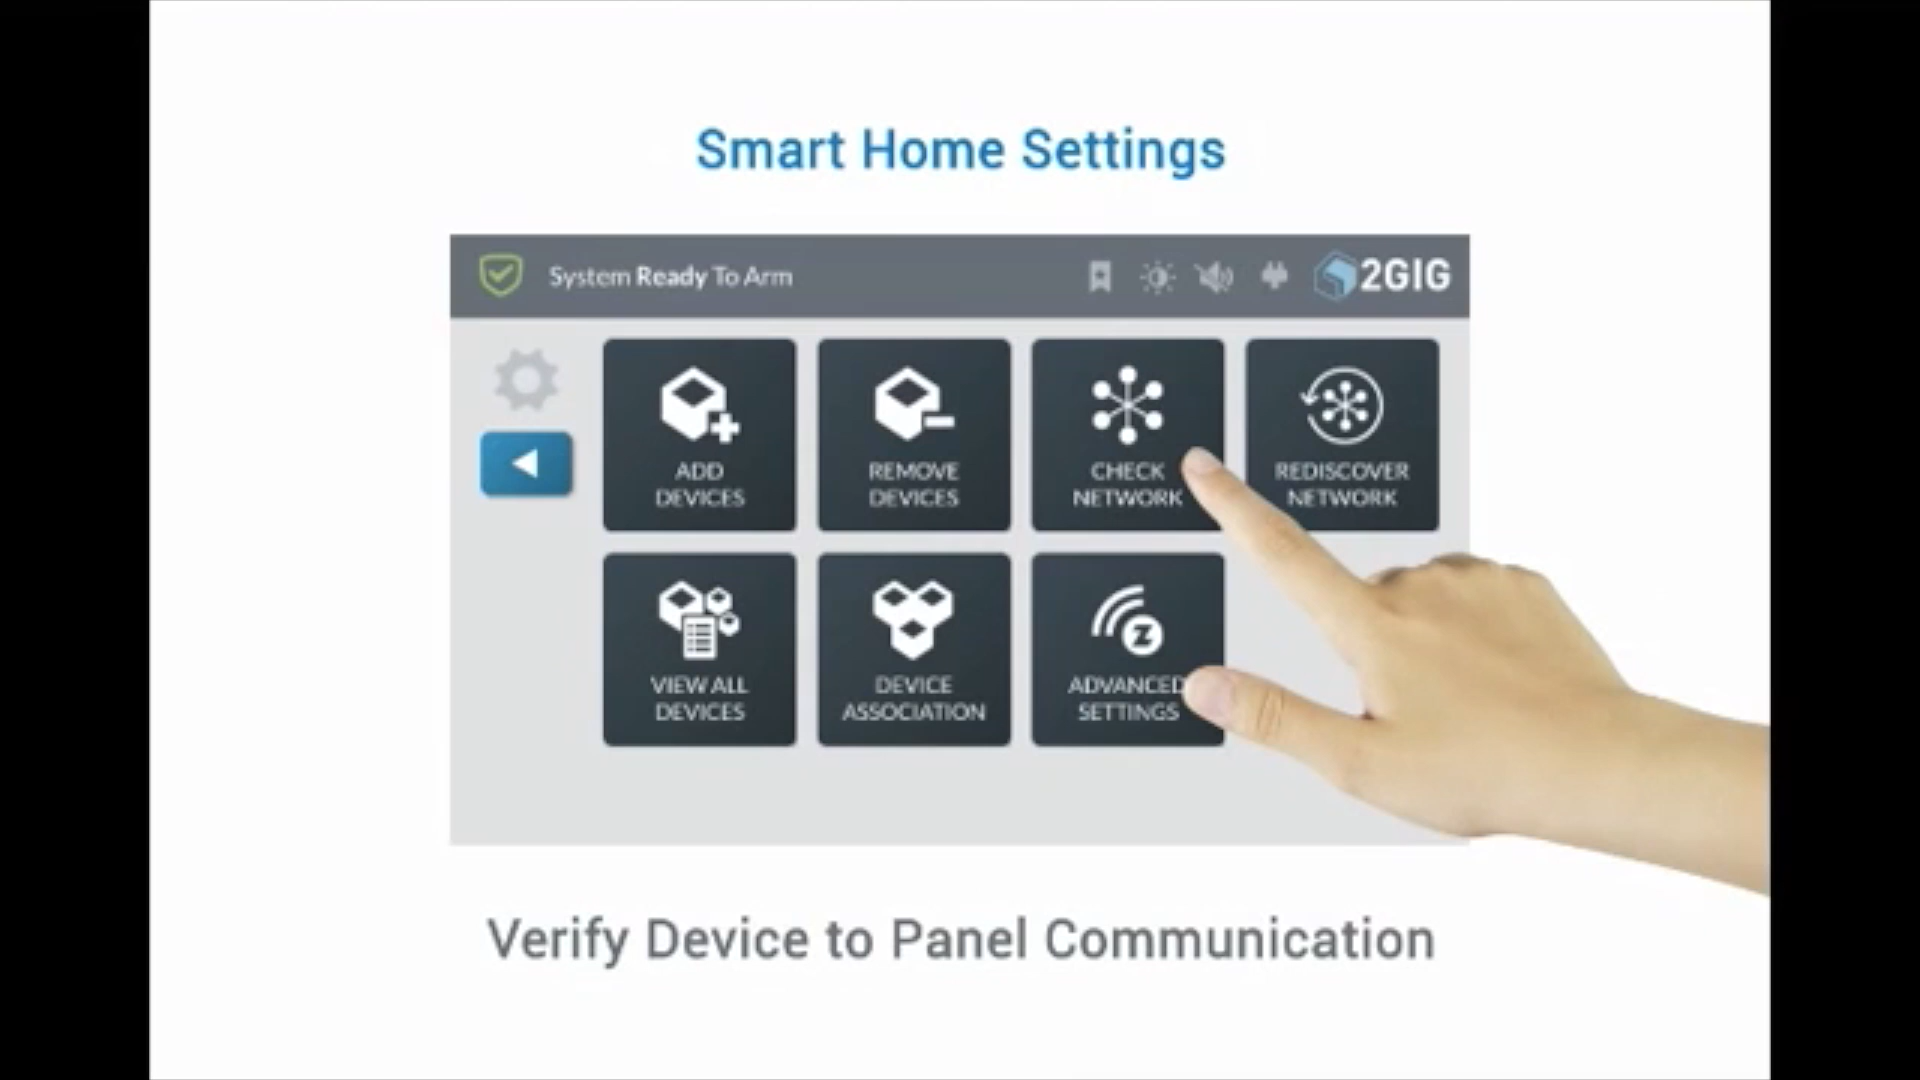 Smart Home Settings
System Ready To Arm
2GIG
ADD
DEVICES
REMOVE
DEVICES
CHECK
NETWORK
REDISCOVER
NETWORK
VIEW ALL
DEVICES
DEVICE
ASSOCIATION
ADVANCED
SETTINGS
Verify Device to Panel Communication